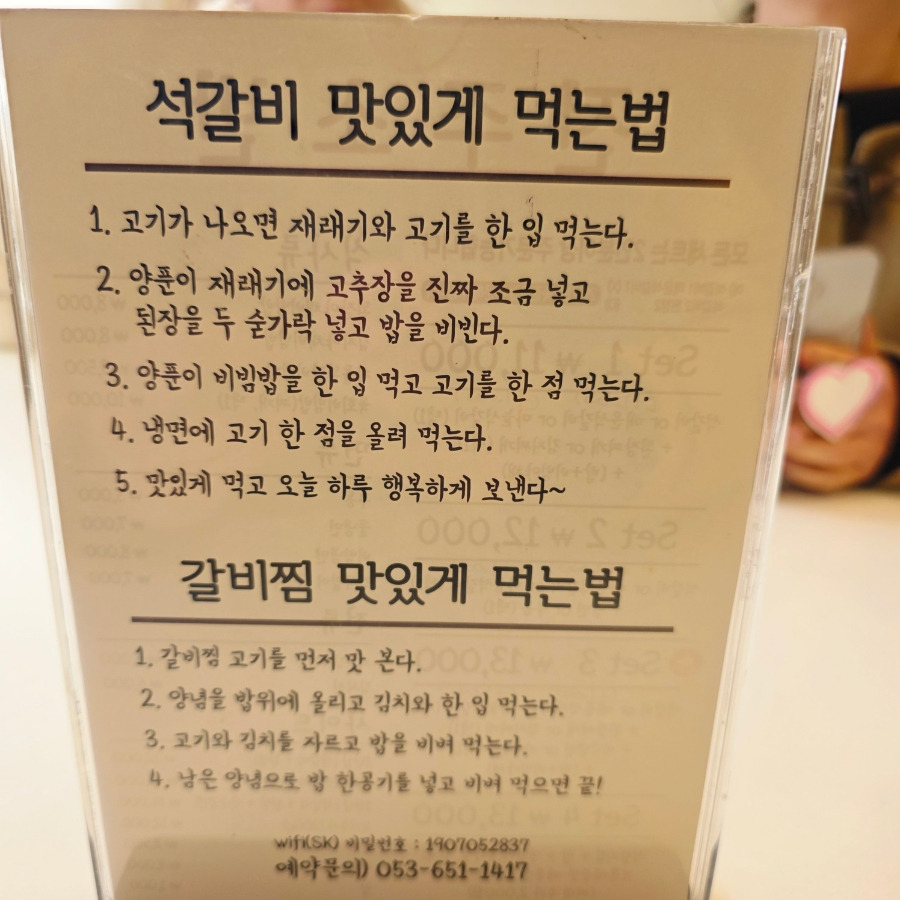 석갈비 맛있게 먹는법
1. 고기가 나오면 재래기와 고기를 한 입 먹는다.
2. 양푼이 재래기에 고추장을 진짜 조금 넣고
된장을 두 숟가락 넣고 밥을 비빈다.
3. 양푼이 비빔밥을 한 입 먹고 고기를 한 점 먹는다.
4. 냉면에 고기 한 점을 올려 먹는다.
5. 맛있게 먹고 오늘 하루 행복하게 보낸다~
갈비찜 맛있게 먹는법
1. 갈비찜 고기를 먼저 맛 본다.
2. 양념을 밥위에 올리고 김치와 한 입 먹는다.
3. 고기와 김치를 자르고 밥을 비벼 먹는다.
4. 남은 양념으로 밥 한공기를 넣고 비벼 먹으면 끝!
wifi(SK) 비밀번호 : 1907052837
예약문의) 053-651-1417